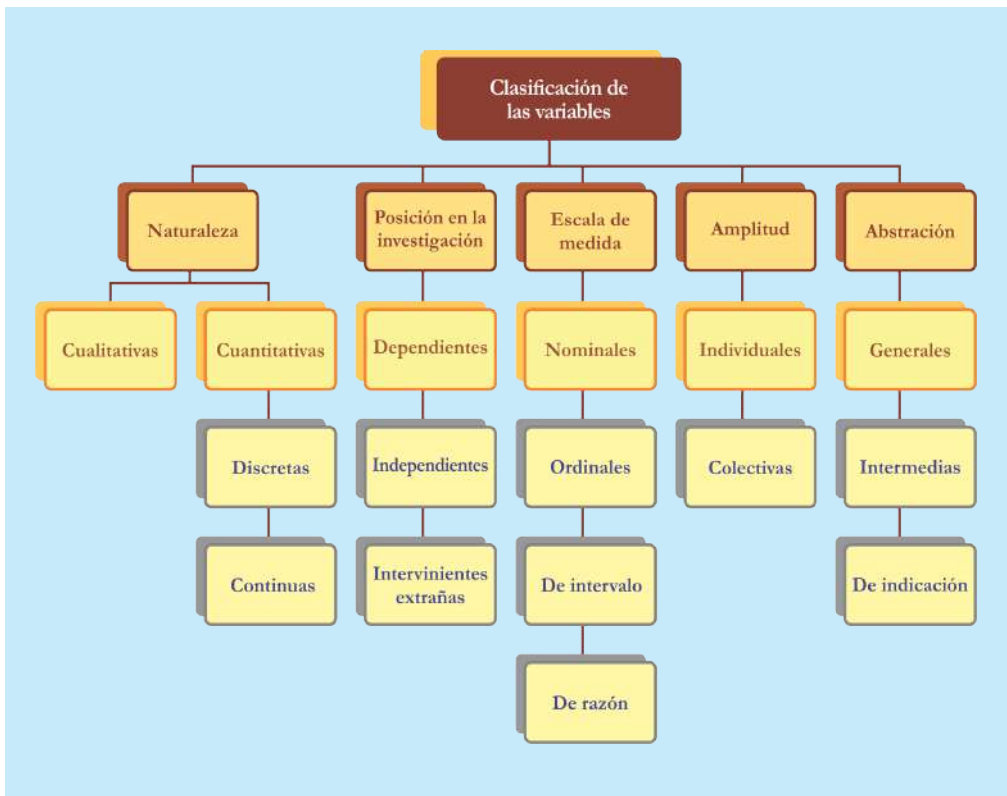 Clasificación de
las variables
Naturaleza
Posición en la
investigación
Escala de
medida
Amplitud
Abstración
Cualitativas
Cuantitativas
Dependientes
Nominales
Individuales
Generales
Discretas
Independientes
Ordinales
Colectivas
Intermedias
Continuas
Intervinientes
extrañas
De intervalo
De indicación
De razón